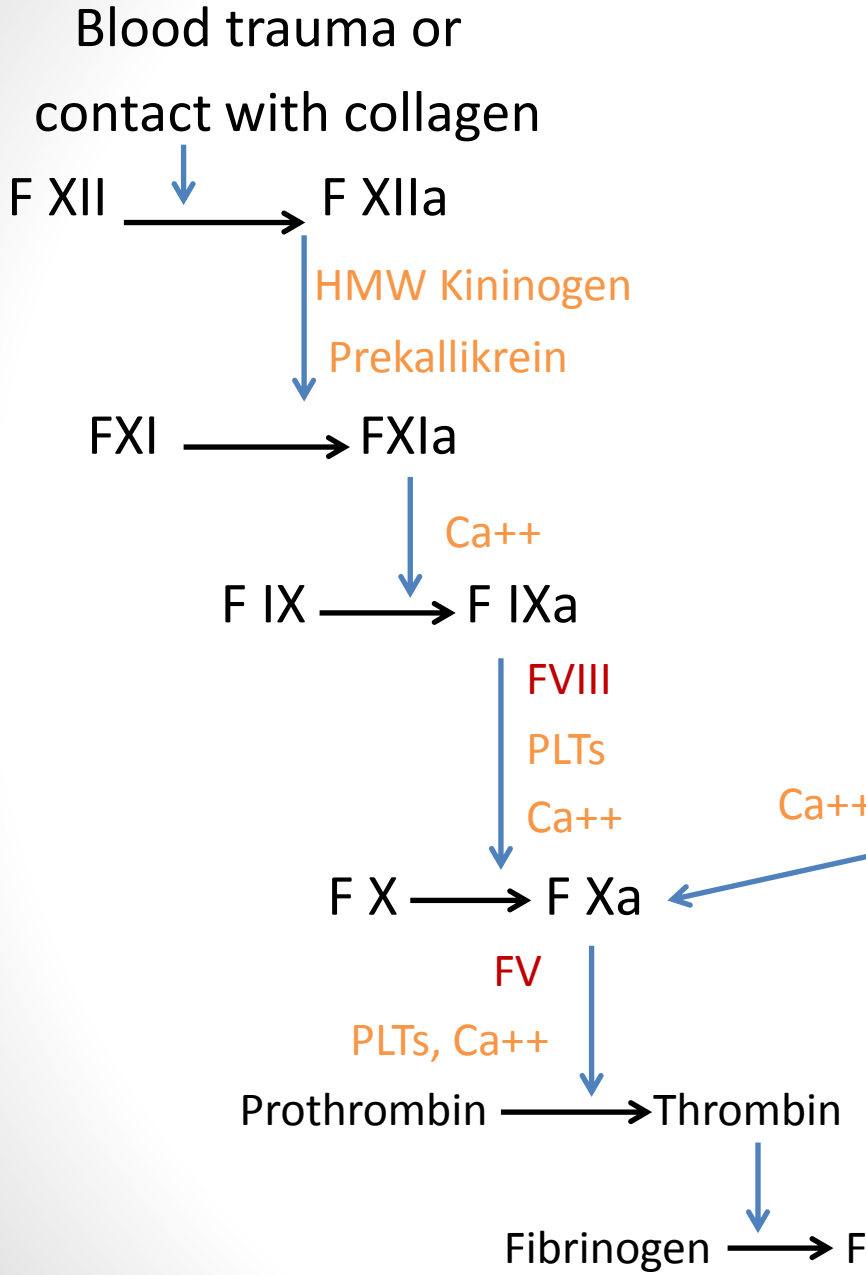 Blood trauma or
contact with collagen
F XII F XIIa
HMW Kininogen
Prekallikrein
FXI FXIa
Ca++
F IX F IXa
FVIII
PLTs
Ca++ Ca++
F X F Xa
FV
PLTs, Ca++
Prothrombin Thrombin
Fibrinogen F